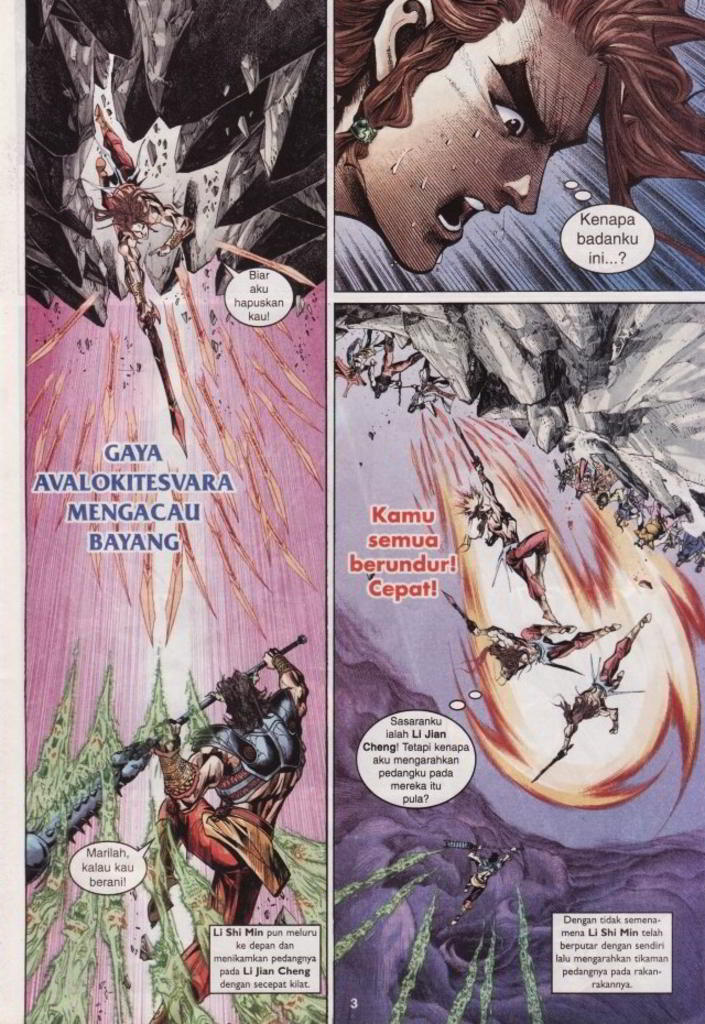 Biar
aku
hapuskan
kau!
GAYA
AVALOKITESVARA
MENGACAU
BAYANG
Marilah,
kalau kau
berani!
Li Shi Min pun meluru
ke depan dan
menikamkan pedangnya
pada Li Jian Cheng
dengan secepat kilat.
Kenapa
badanku
ini...?
Kamu
semua
berundur!
Cepat!
Sasaranku
ialah Li Jian
Cheng! Tetapi kenapa
aku mengarahkan
pedangku pada
mereka itu
pula?
Dengan tidak semena-
mena Li Shi Min telah
berputar dengan sendiri
lalu mengarahkan tikaman
pedangnya pada rakan-
rakannya.
3